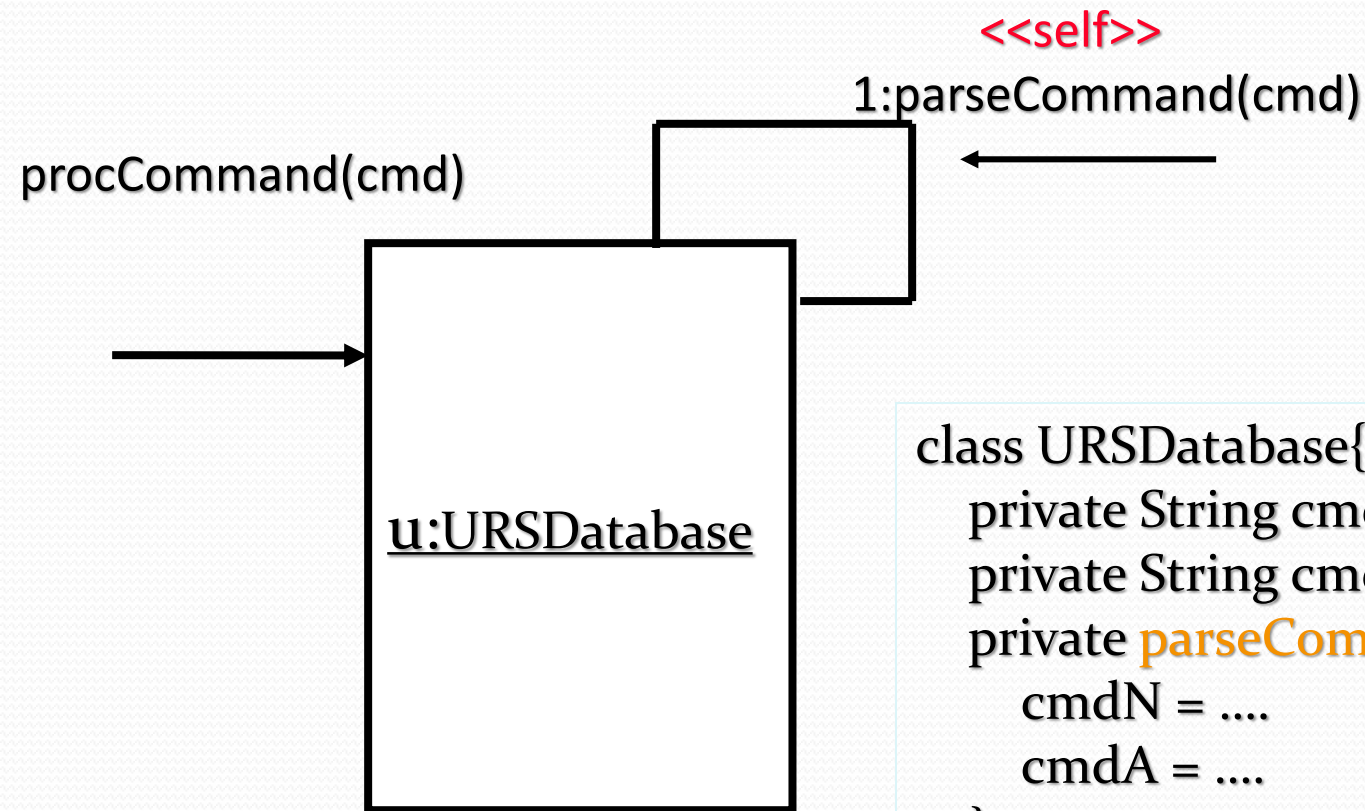 <<self>>
1:parseCommand(cmd)
procCommand(cmd)
u:URSDatabase
class URSDatabase{
private String
private String
private
cmdN = ....
cmdA = ....